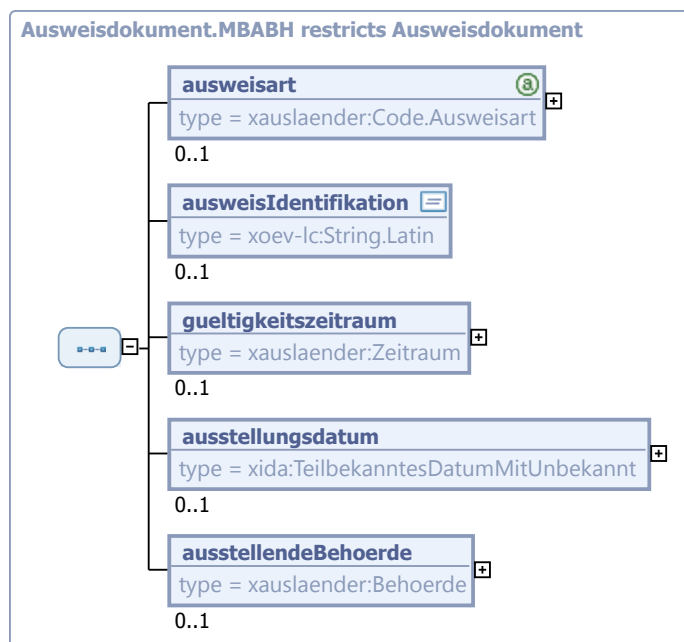 Ausweisdokument.MBABH restricts Ausweisdokument
ausweisart
type = xauslaender:Code.Ausweisart
0..1
ausweisIdentifikation
type = xoev-lc:String.Latin
0..1
gueltigkeitszeitraum
type = xauslaender:Zeitraum
0..1
ausstellungsdatum
type = xida:TeilbekanntesDatumMitUnbekannt
0..1
ausstellendeBehoerde
type = xauslaender:Behoerde
0..1